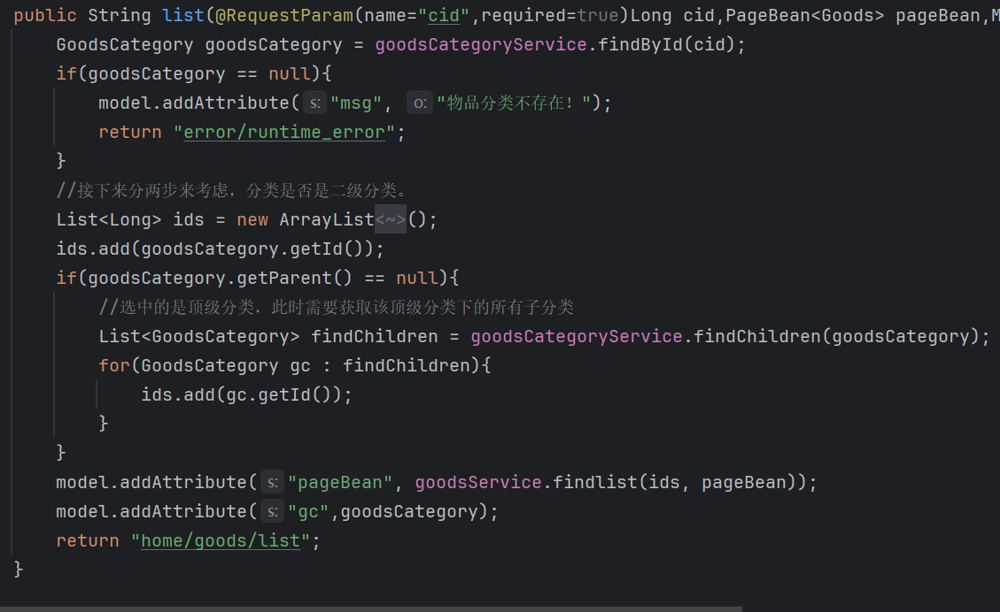 public String list(@RequestParam(name="cid",required=true)Long cid,PageBean<Goods> pageBean,M
GoodsCategory goodsCategory = goodsCategoryService.findById(cid);
if(goodsCategory == null){
model.addAttribute( s: "msg", o: "物品分类不存在！");
return "error/runtime_error";
}
//接下来分两步来考虑，分类是否是二级分类。
List<Long> ids = new ArrayList<~>();
ids.add(goodsCategory.getId());
if(goodsCategory.getParent() == null){
//选中的是顶级分类，此时需要获取该顶级分类下的所有子分类
List<GoodsCategory> findChildren = goodsCategoryService.findChildren(goodsCategory);
for(GoodsCategory gc : findChildren){
ids.add(gc.getId());
}
}
model.addAttribute( s: "pageBean", goodsService.findlist(ids, pageBean));
model.addAttribute( s: "gc",goodsCategory);
return "home/goods/list";
}